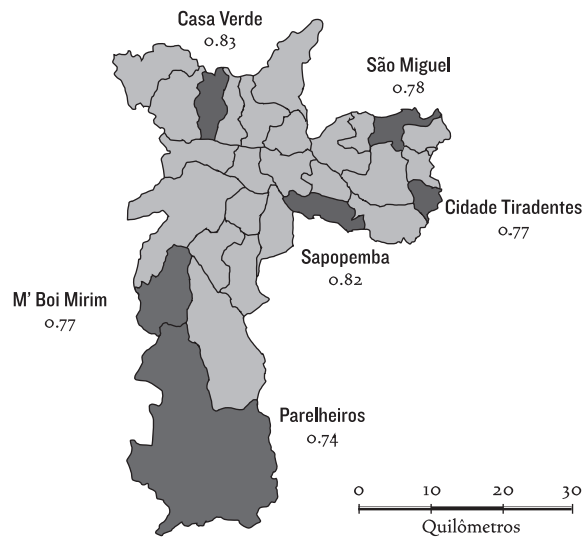 Casa Verde
0.83
São Miguel
0.78
Cidade Tiradentes
0.77
Sapopemba
0.82
M' Boi Mirim
0.77
Parelheiros
0.74
0 10 20 30
Quilômetros